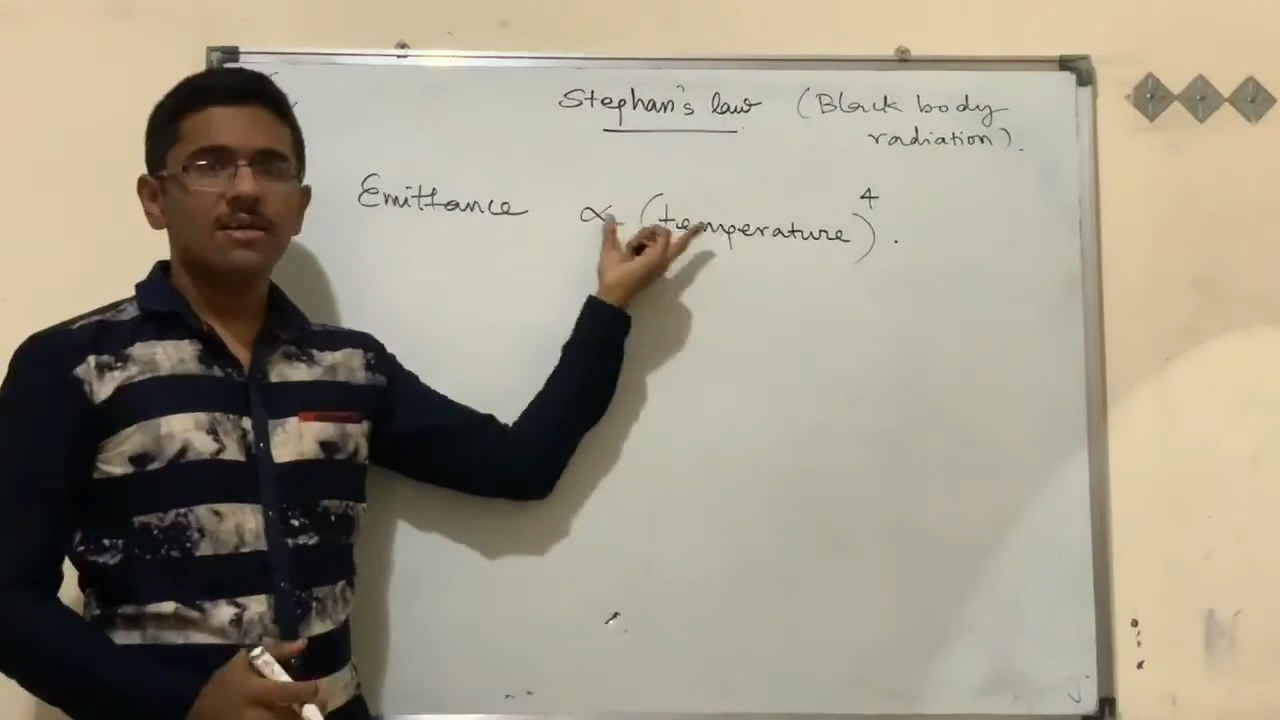 Stephan's law (Black body
radiation).
Emittance ∝ (temperature)⁴.